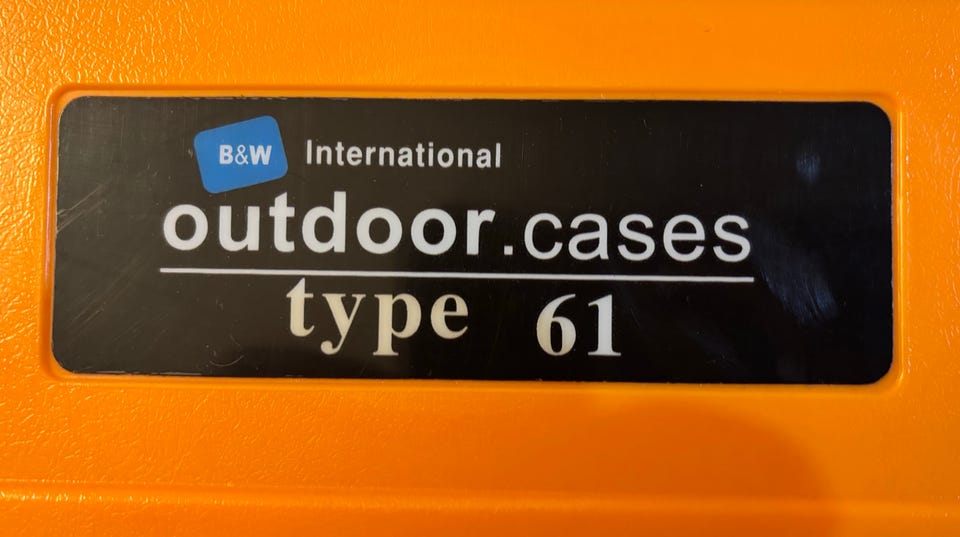 B&W International
outdoor.cases
type 61